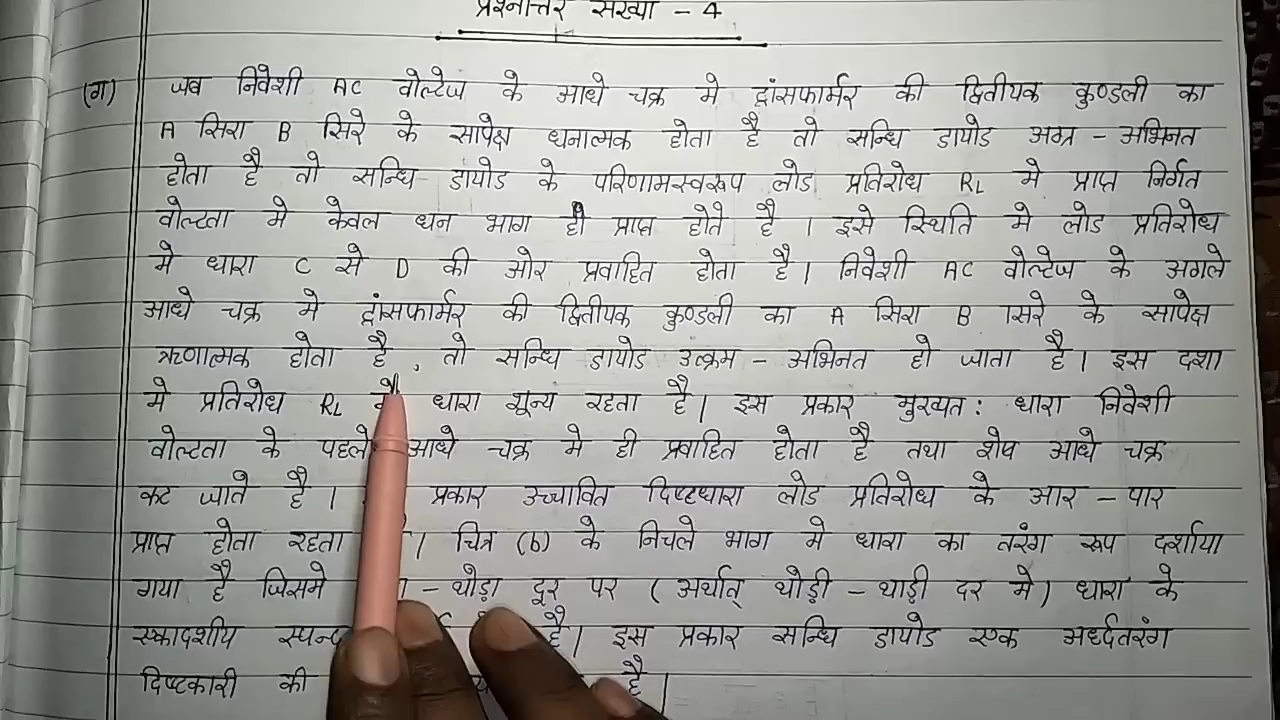 प्रश्नोत्तर संख्या - 4
(ग) जब निवेशी AC वोल्टेज के आधे चक्र मे ट्रांसफार्मर की द्वितीयक कुण्डली का
A सिरा B सिरे के सापेक्ष धनात्मक होता है तो सन्धि डायोड अग्र - अभिनत
होता है तो सन्धि डायोड के परिणामस्वरूप लोड प्रतिरोध RL मे प्राप्त निर्गत
वोल्टता मे केवल धन भाग ही प्राप्त होते है । इसे स्थिति मे लोड प्रतिरोध
मे धारा C से D की ओर प्रवाहित होता है। निवेशी AC वोल्टेज के अगले
आधे चक्र मे ट्रांसफार्मर की द्वितीयक कुण्डली का A सिरा B सिरे के सापेक्ष
ऋणात्मक होता है , तो सन्धि डायोड उत्क्रम - अभिनत हो जाता है। इस दशा
मे प्रतिरोध RL धारा शून्य रहता है। इस प्रकार मुख्यत: धारा निवेशी
वोल्टता के पहले आधे चक्र मे ही प्रवाहित होता है तथा शेष आधे चक्र
कट जाते है । प्रकार उच्चावित दिष्टधारा लोड प्रतिरोध के आर - पार
प्राप्त होता रहता । चित्र (b) के निचले भाग मे धारा का तरंग रूप दर्शाया
गया है जिसमे - थोड़ा दूर पर ( अर्थात् थोड़ी - थाड़ी दर मे) धारा के
एकादशीय है। इस प्रकार सन्धि डायोड एक अर्ध्दतरंग
दिष्टकारी की है।